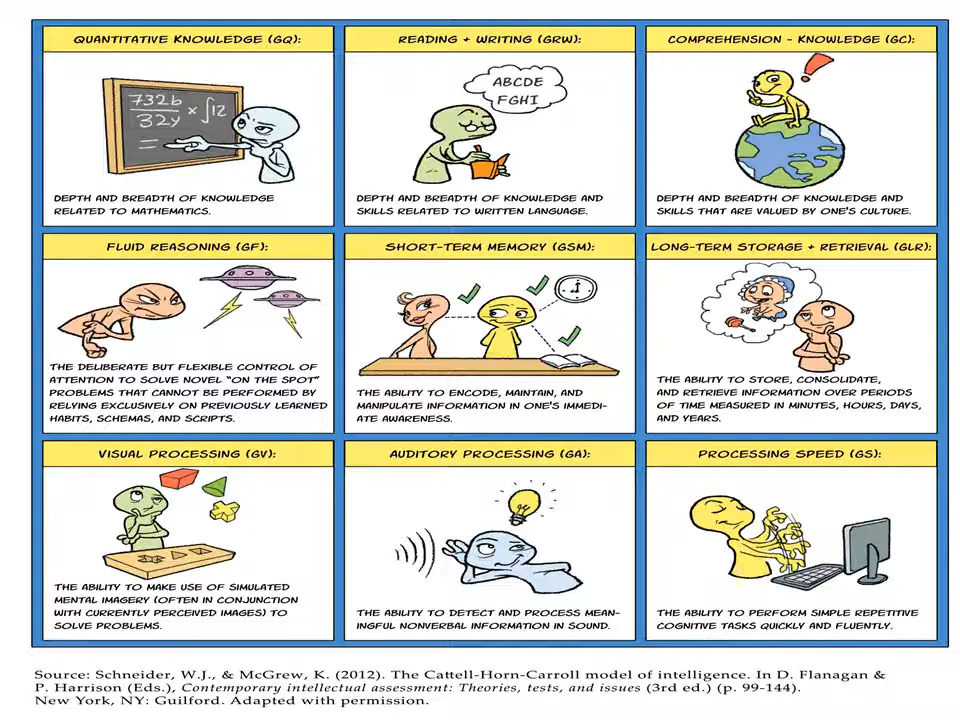 QUANTITATIVE KNOWLEDGE (GQ):
732b
32y
× ∫12
=
DEPTH AND BREADTH OF KNOWLEDGE
RELATED TO MATHEMATICS.
READING + WRITING (GRW):
ABCDE
FGHI
DEPTH AND BREADTH OF KNOWLEDGE AND
SKILLS RELATED TO WRITTEN LANGUAGE.
COMPREHENSION - KNOWLEDGE (GC):
!
DEPTH AND BREADTH OF KNOWLEDGE AND
SKILLS THAT ARE VALUED BY ONE'S CULTURE.
FLUID REASONING (GF):
THE DELIBERATE BUT FLEXIBLE CONTROL OF
ATTENTION TO SOLVE NOVEL "ON THE SPOT"
PROBLEMS THAT CANNOT BE PERFORMED BY
RELYING EXCLUSIVELY ON PREVIOUSLY LEARNED
HABITS, SCHEMAS, AND SCRIPTS.
SHORT-TERM MEMORY (GSM):
THE ABILITY TO ENCODE, MAINTAIN, AND
MANIPULATE INFORMATION IN ONE'S IMMEDI-
ATE AWARENESS.
LONG-TERM STORAGE + RETRIEVAL (GLR):
THE ABILITY TO STORE, CONSOLIDATE,
AND RETRIEVE INFORMATION OVER PERIODS
OF TIME MEASURED IN MINUTES, HOURS, DAYS,
AND YEARS.
VISUAL PROCESSING (GV):
THE ABILITY TO MAKE USE OF SIMULATED
MENTAL IMAGERY (OFTEN IN CONJUNCTION
WITH CURRENTLY PERCEIVED IMAGES) TO
SOLVE PROBLEMS.
AUDITORY PROCESSING (GA):
THE ABILITY TO DETECT AND PROCESS MEAN-
INGFUL NONVERBAL INFORMATION IN SOUND.
PROCESSING SPEED (GS):
THE ABILITY TO PERFORM SIMPLE REPETITIVE
COGNITIVE TASKS QUICKLY AND FLUENTLY.
Source: Schneider, W.J., & McGrew, K. (2012). The Cattell-Horn-Carroll model of intelligence. In D. Flanagan &
P. Harrison (Eds.), Contemporary intellectual assessment: Theories, tests, and issues (3rd ed.) (p. 99-144).
New York, NY: Guilford. Adapted with permission.